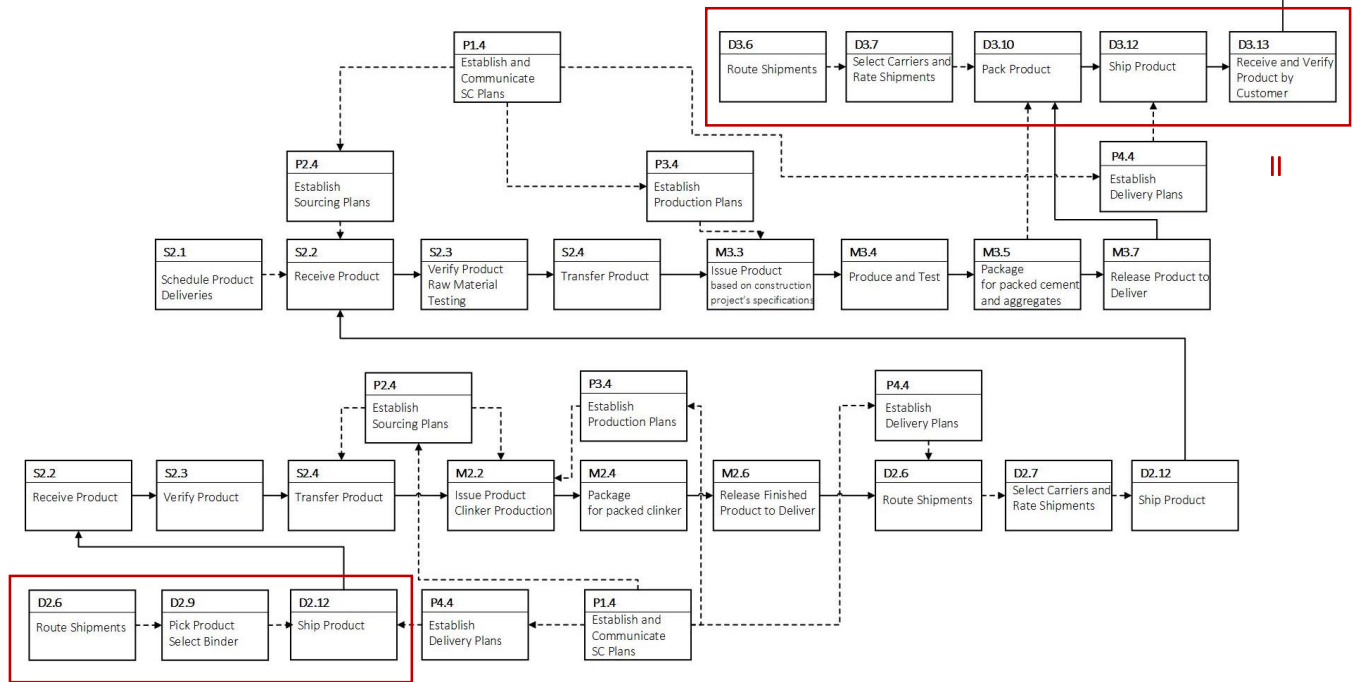 P1.4
Establish and
Communicate
SC Plans
D3.6
Route Shipments
D3.7
Select Carriers and
Rate Shipments
D3.10
Pack Product
D3.12
Ship Product
D3.13
Receive and Verify
Product by
Customer
P2.4
Establish
Sourcing Plans
P3.4
Establish
Production Plans
P4.4
Establish
Delivery Plans
II
S2.1
Schedule Product
Deliveries
S2.2
Receive Product
S2.3
Verify Product
Raw Material
Testing
S2.4
Transfer Product
M3.3
Issue Product
based on construction
project's specifications
M3.4
Produce and Test
M3.5
Package
for packed cement
and aggregates
M3.7
Release Product to
Deliver
P2.4
Establish
Sourcing Plans
P3.4
Establish
Production Plans
P4.4
Establish
Delivery Plans
S2.2
Receive Product
S2.3
Verify Product
S2.4
Transfer Product
M2.2
Issue Product
Clinker Production
M2.4
Package
for packed clinker
M2.6
Release Finished
Product to Deliver
D2.6
Route Shipments
D2.7
Select Carriers and
Rate Shipments
D2.12
Ship Product
D2.6
Route Shipments
D2.9
Pick Product
Select Binder
D2.12
Ship Product
P4.4
Establish
Delivery Plans
P1.4
Establish and
Communicate
SC Plans